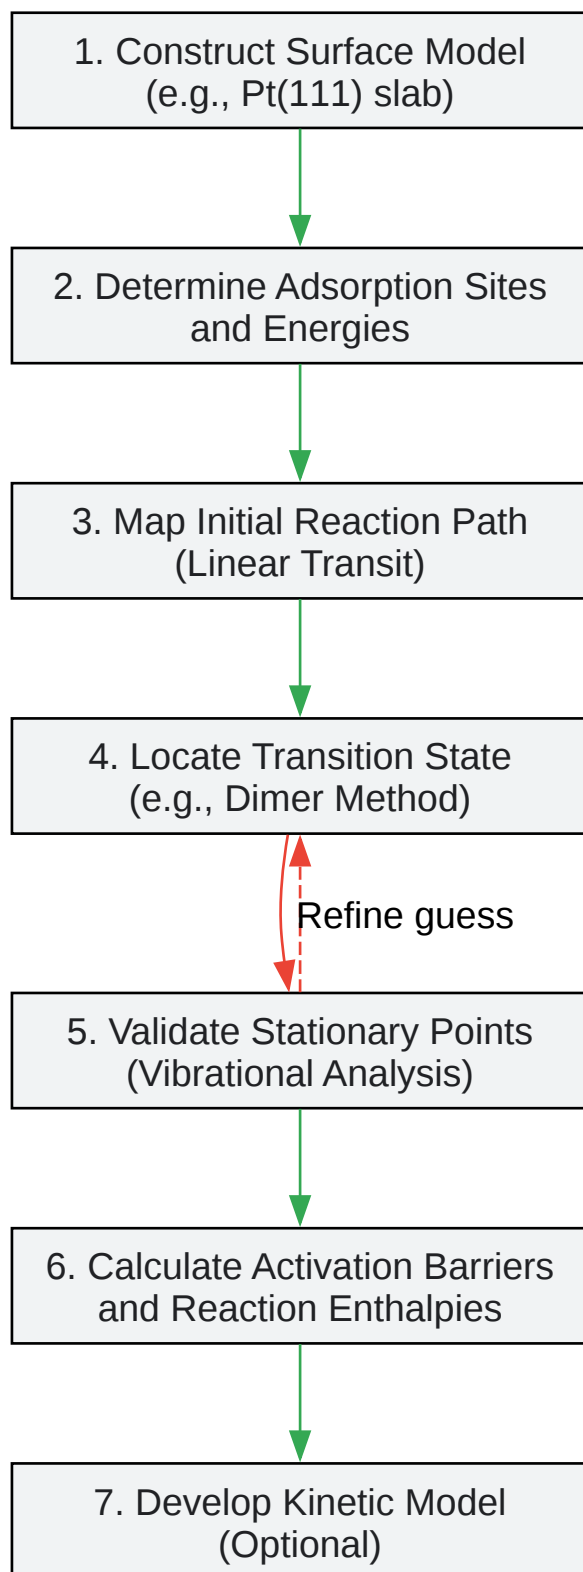 1. Construct Surface Model
(e.g., Pt(111) slab)
2. Determine Adsorption Sites
and Energies
3. Map Initial Reaction Path
(Linear Transit)
4. Locate Transition State
(e.g., Dimer Method)
Refine guess
5. Validate Stationary Points
(Vibrational Analysis)
6. Calculate Activation Barriers
and Reaction Enthalpies
7. Develop Kinetic Model
(Optional)